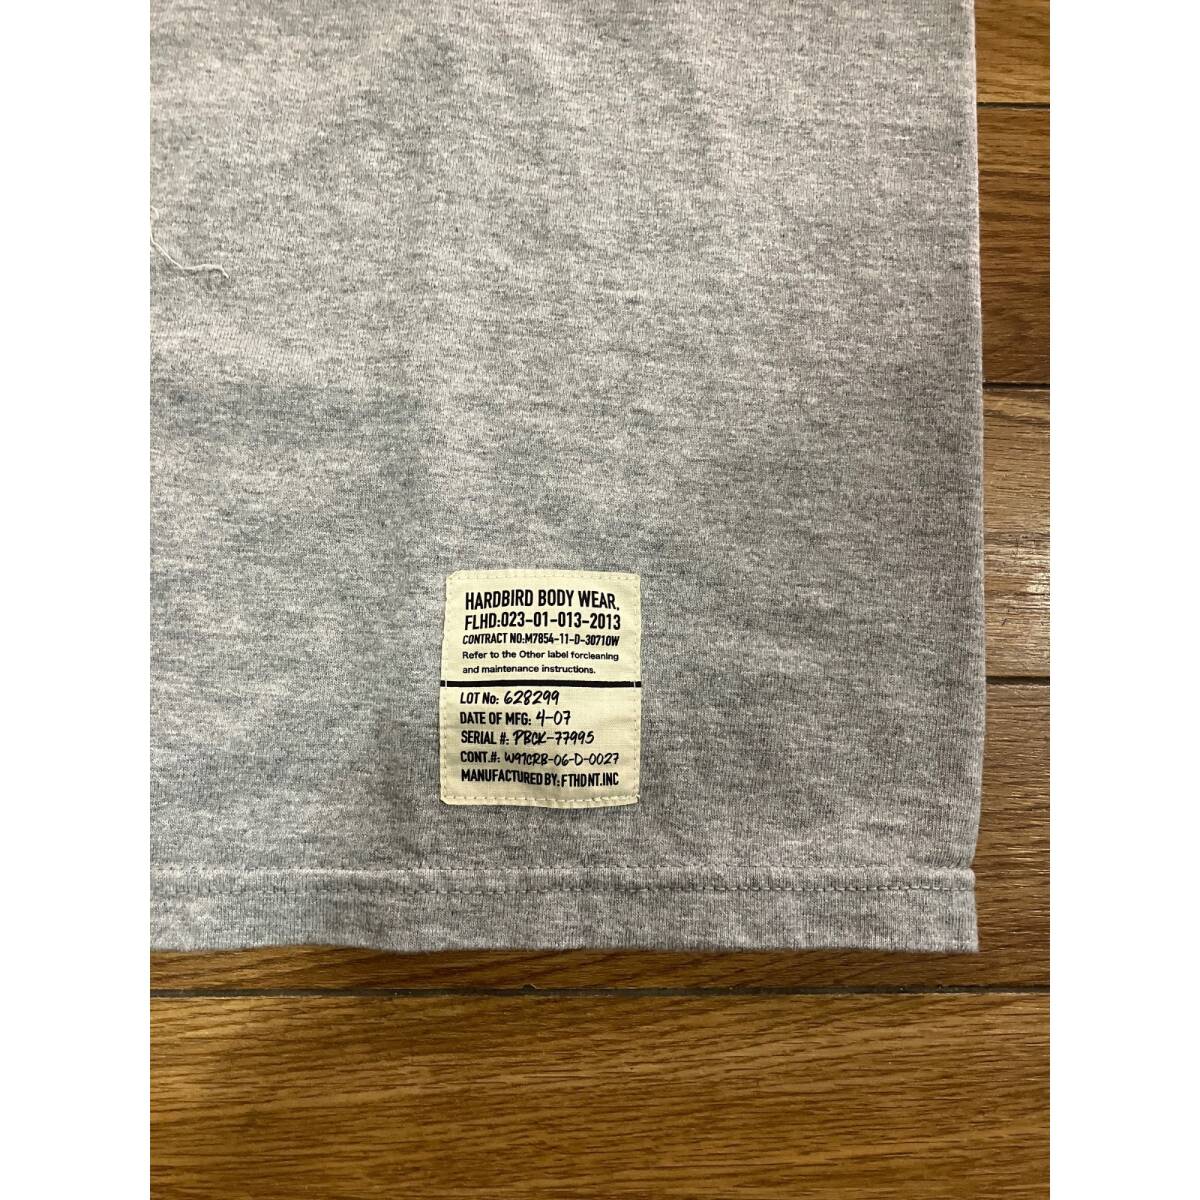 HARDBIRD BODY WEAR.
FLHD:023-01-013-2013
CONTRACT NO:M7854-11-D-30710W
Refer to the Other label forcleaning
and maintenance instructions.
LOT No: 628299
DATE OF MFG: 4-07
SERIAL #: PBCK-77995
CONT.#: W91CRB-06-D-0027
MANUFACTURED BY: FTHDNT.INC